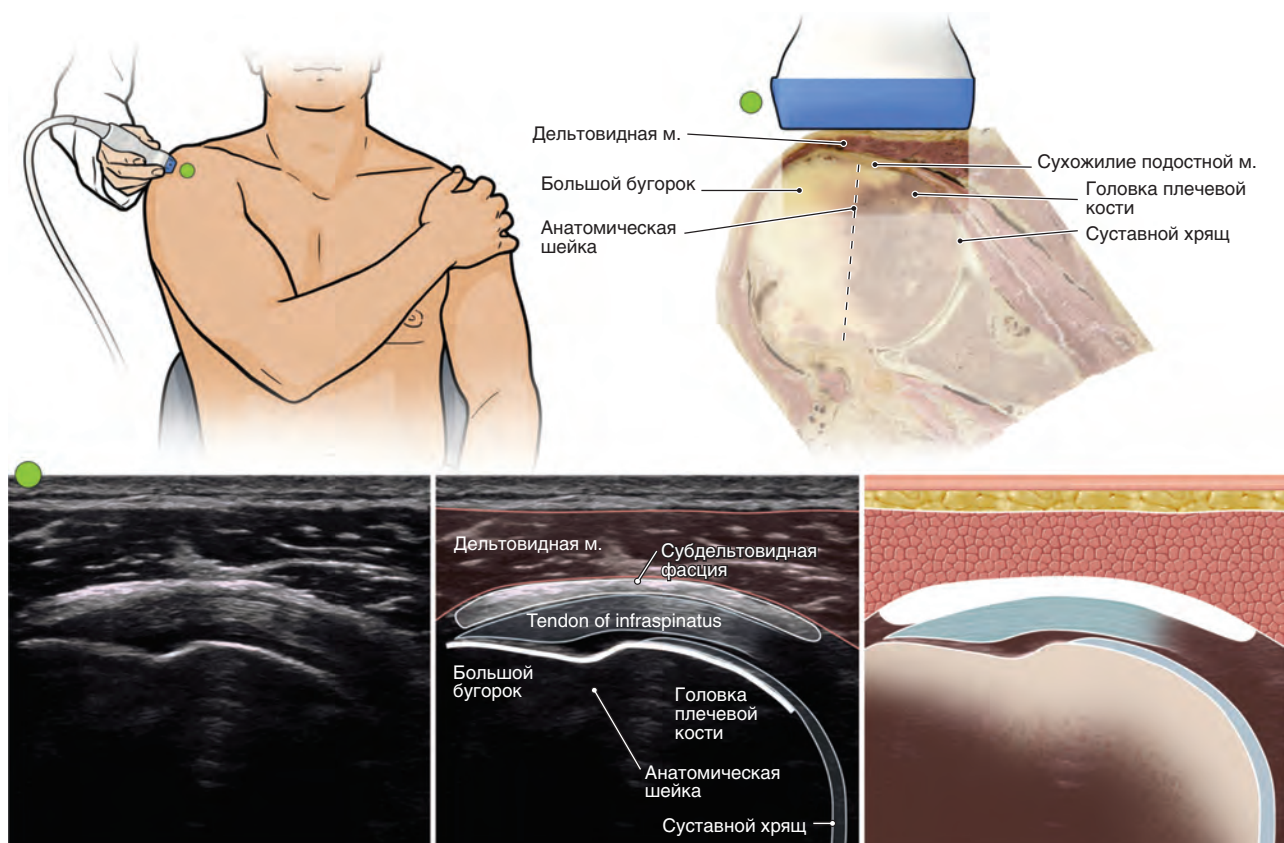 Дельтовидная м.
Большой бугорок
Анатомическая
шейка
Сухожилие подостной м.
Головка плечевой
кости
Суставной хрящ
Дельтовидная м.
Субдельтовидная
фасция
Tendon of infraspinatus
Большой
бугорок
Головка
плечевой
кости
Анатомическая
шейка
Суставной хрящ